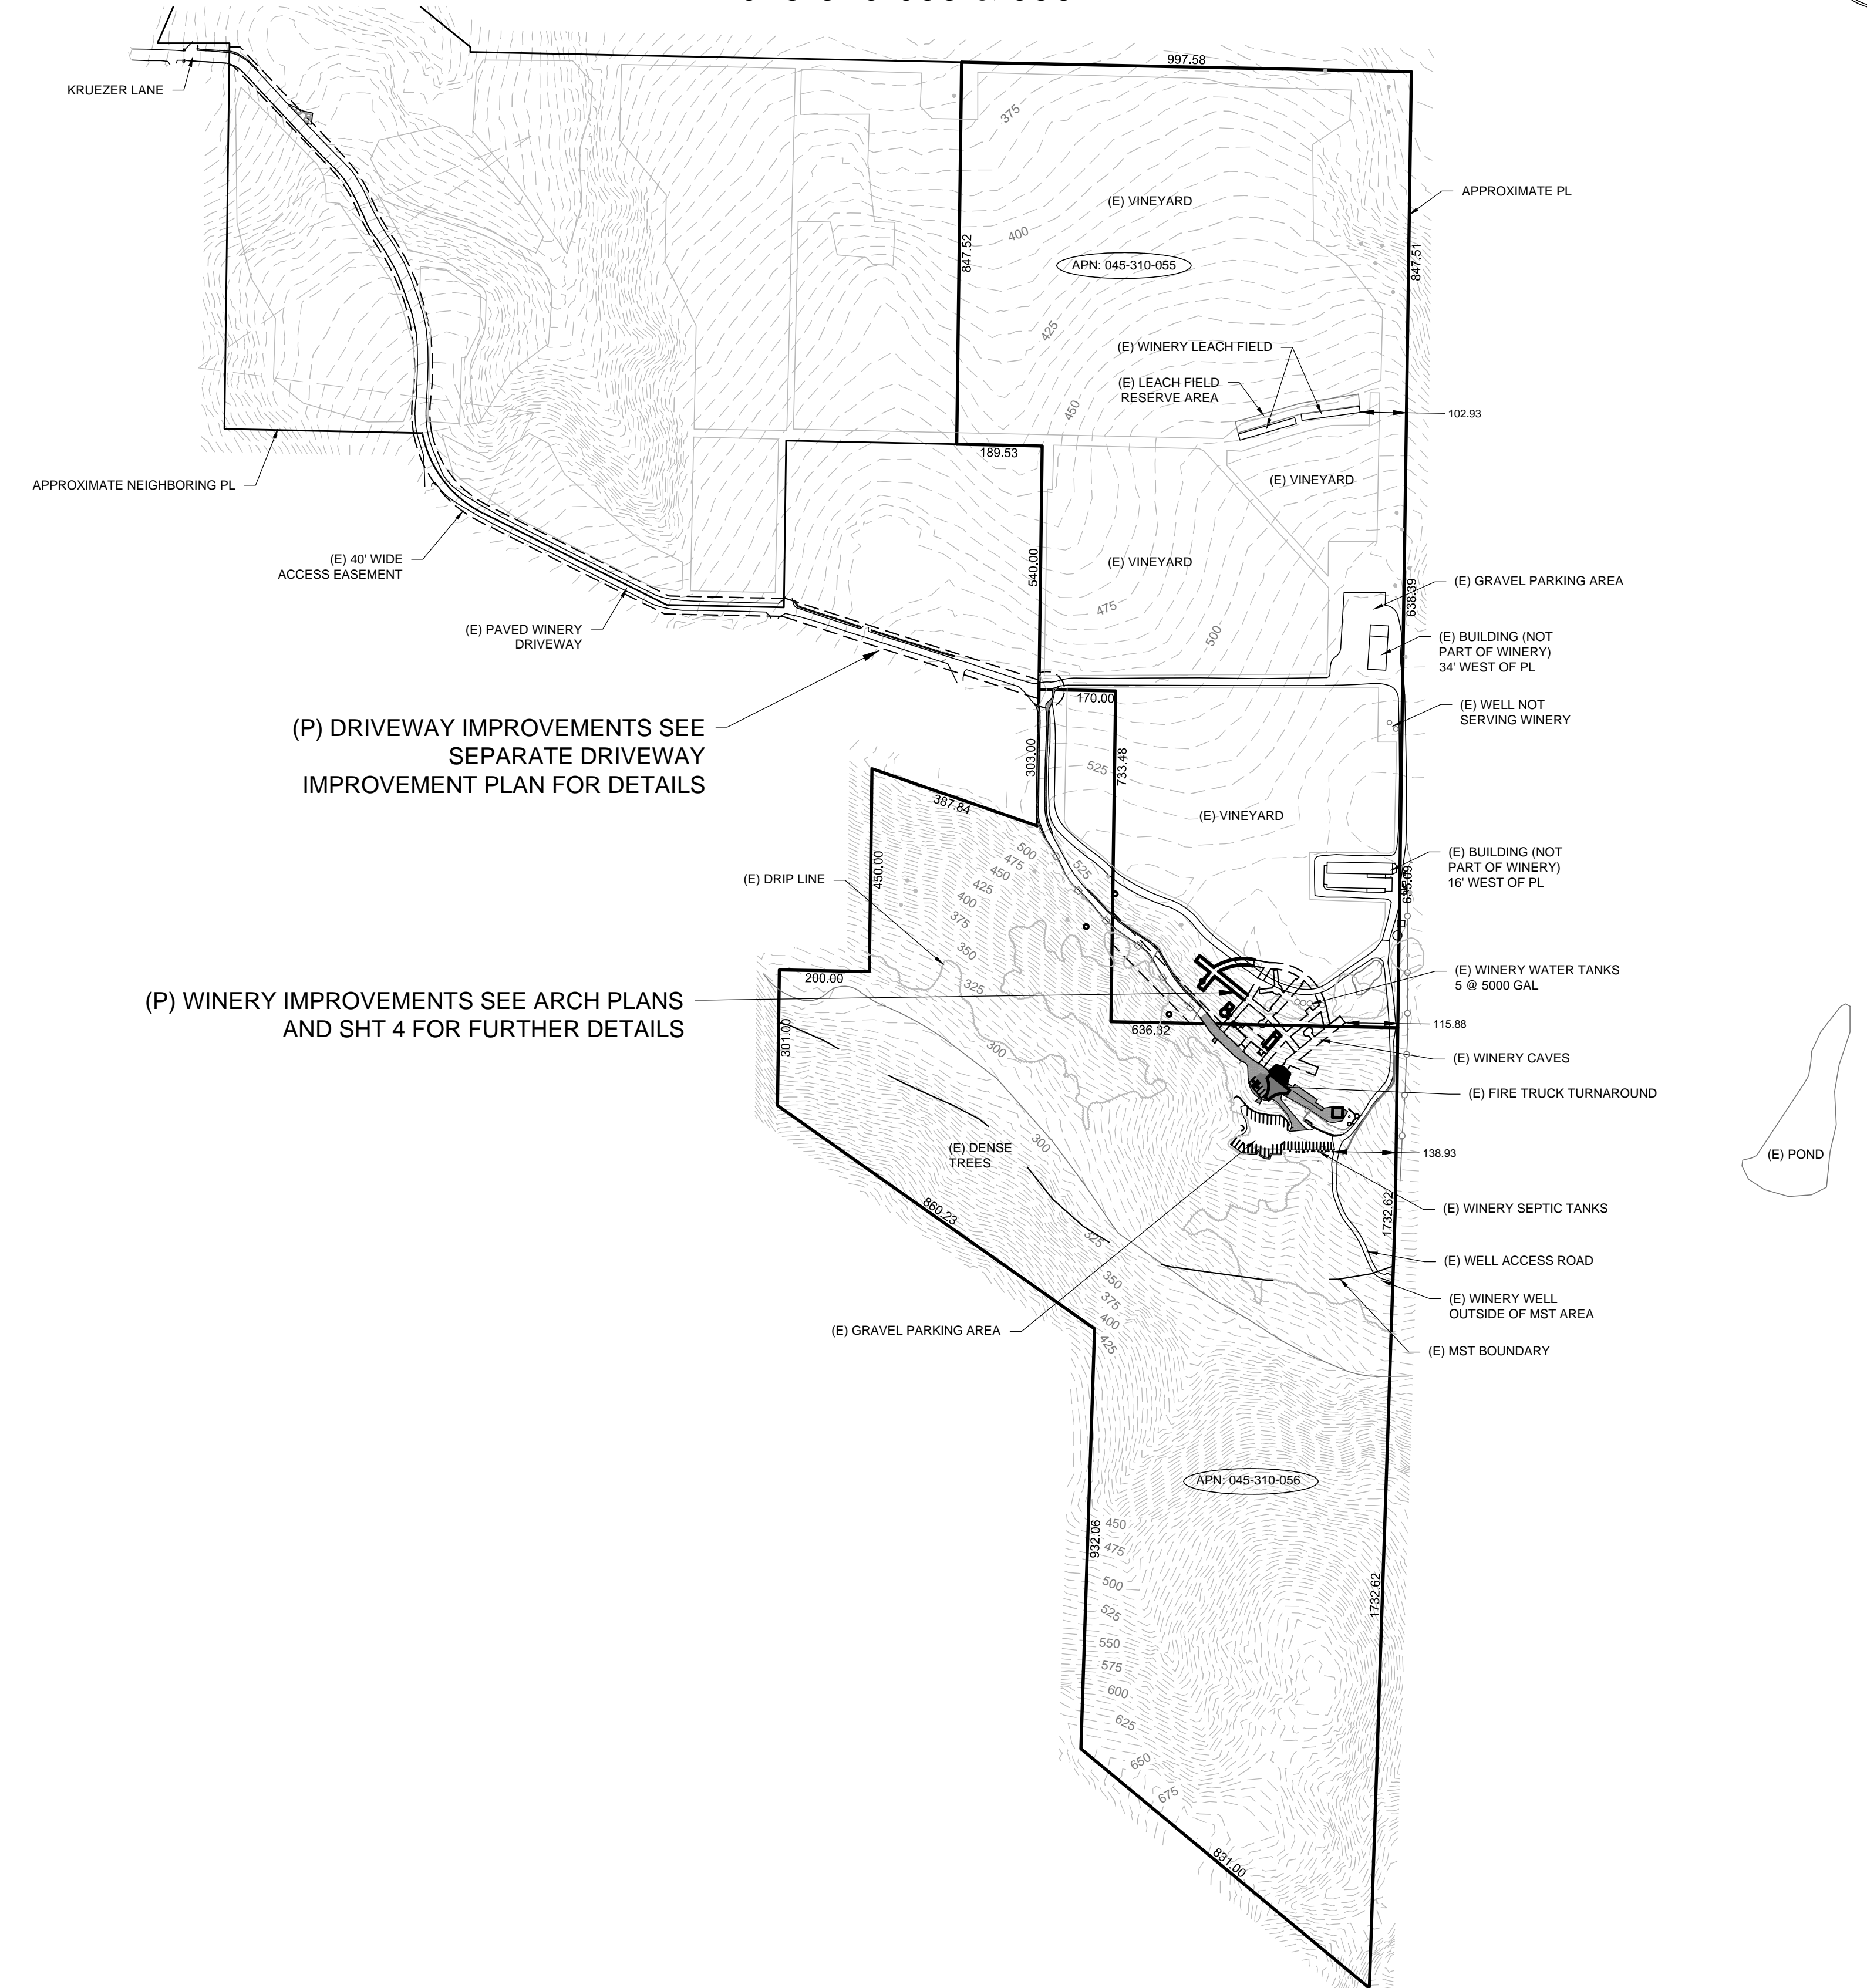 997.58
KRUEZER LANE
375
APPROXIMATE PL
(E) VINEYARD
400
847.52
847.51
APN: 045-310-055
425
(E) WINERY LEACH FIELD
(E) LEACH FIELD
RESERVE AREA
450
102.93
189.53
(E) VINEYARD
APPROXIMATE NEIGHBORING PL
(E) 40' WIDE
ACCESS EASEMENT
540.00
(E) VINEYARD
(E) GRAVEL PARKING AREA
638.39
475
500
(E) PAVED WINERY
DRIVEWAY
(E) BUILDING (NOT
PART OF WINERY)
34' WEST OF PL
170.00
(E) WELL NOT
SERVING WINERY
(P) DRIVEWAY IMPROVEMENTS SEE
SEPARATE DRIVEWAY
IMPROVEMENT PLAN FOR DETAILS
303.00
525
733.48
387.84
(E) VINEYARD
500
475
450
425
400
375
350
325
525
450.00
(E) DRIP LINE
(E) BUILDING (NOT
PART OF WINERY)
16' WEST OF PL
635.09
200.00
(E) WINERY WATER TANKS
5 @ 5000 GAL
(P) WINERY IMPROVEMENTS SEE ARCH PLANS
AND SHT 4 FOR FURTHER DETAILS
636.32
115.88
301.00
300
(E) WINERY CAVES
(E) FIRE TRUCK TURNAROUND
300
(E) DENSE
TREES
138.93
(E) POND
860.23
1732.62
(E) WINERY SEPTIC TANKS
325
(E) WELL ACCESS ROAD
350
375
400
425
(E) WINERY WELL
OUTSIDE OF MST AREA
(E) GRAVEL PARKING AREA
(E) MST BOUNDARY
APN: 045-310-056
932.06
450
475
500
525
550
575
600
625
650
675
1732.62
831.00